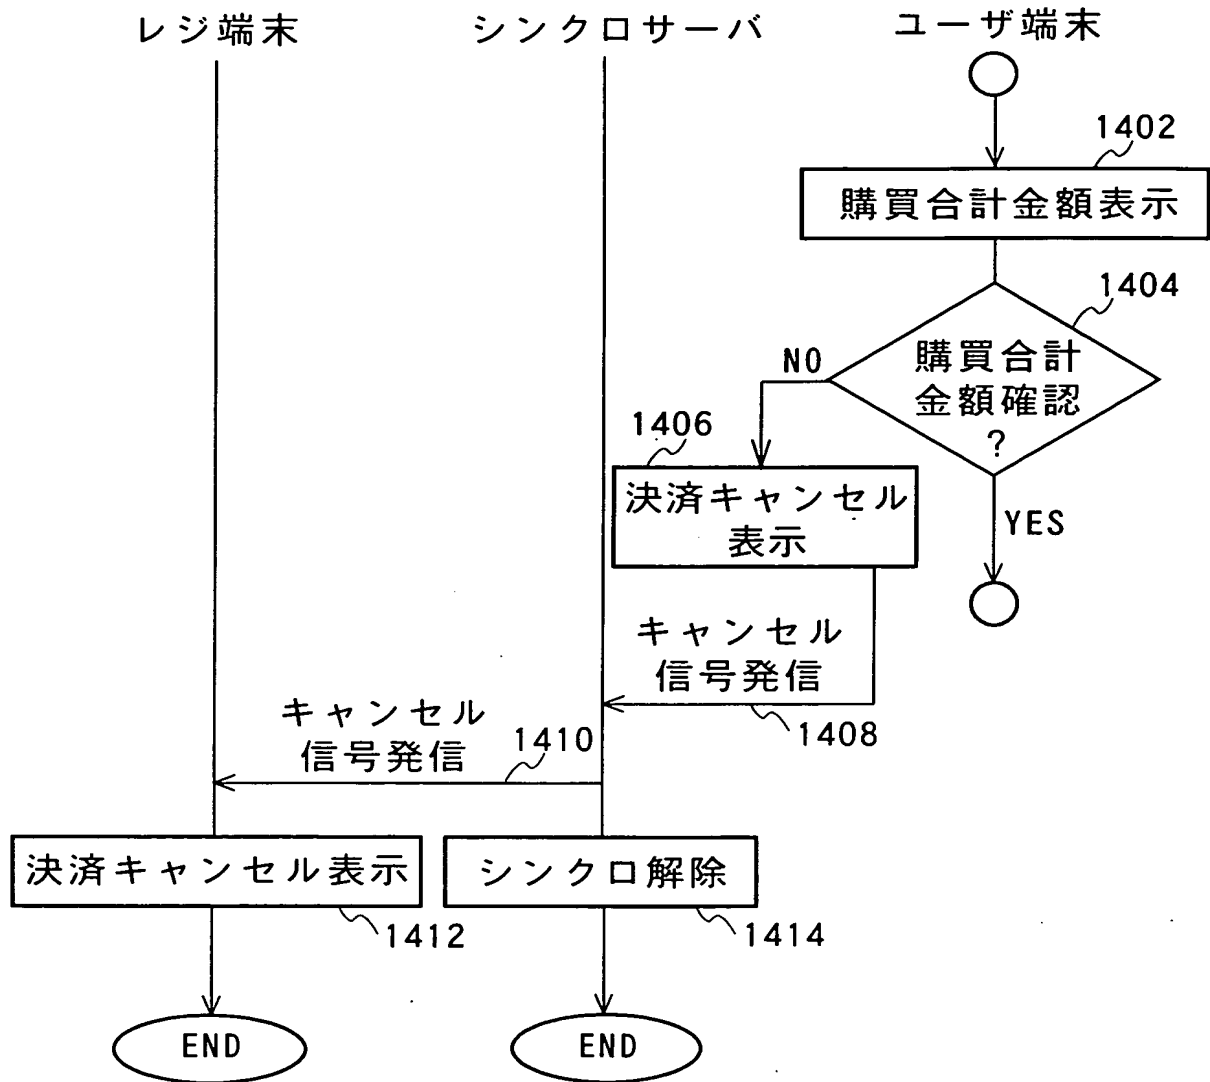 レジ端末
シンクロサーバ
ユーザ端末
1402
購買合計金額表示
1404
購買合計
金額確認
?
NO
YES
1406
決済キャンセル
表示
キャンセル
信号発信
1408
キャンセル
信号発信
1410
決済キャンセル表示
1412
シンクロ解除
1414
END
END